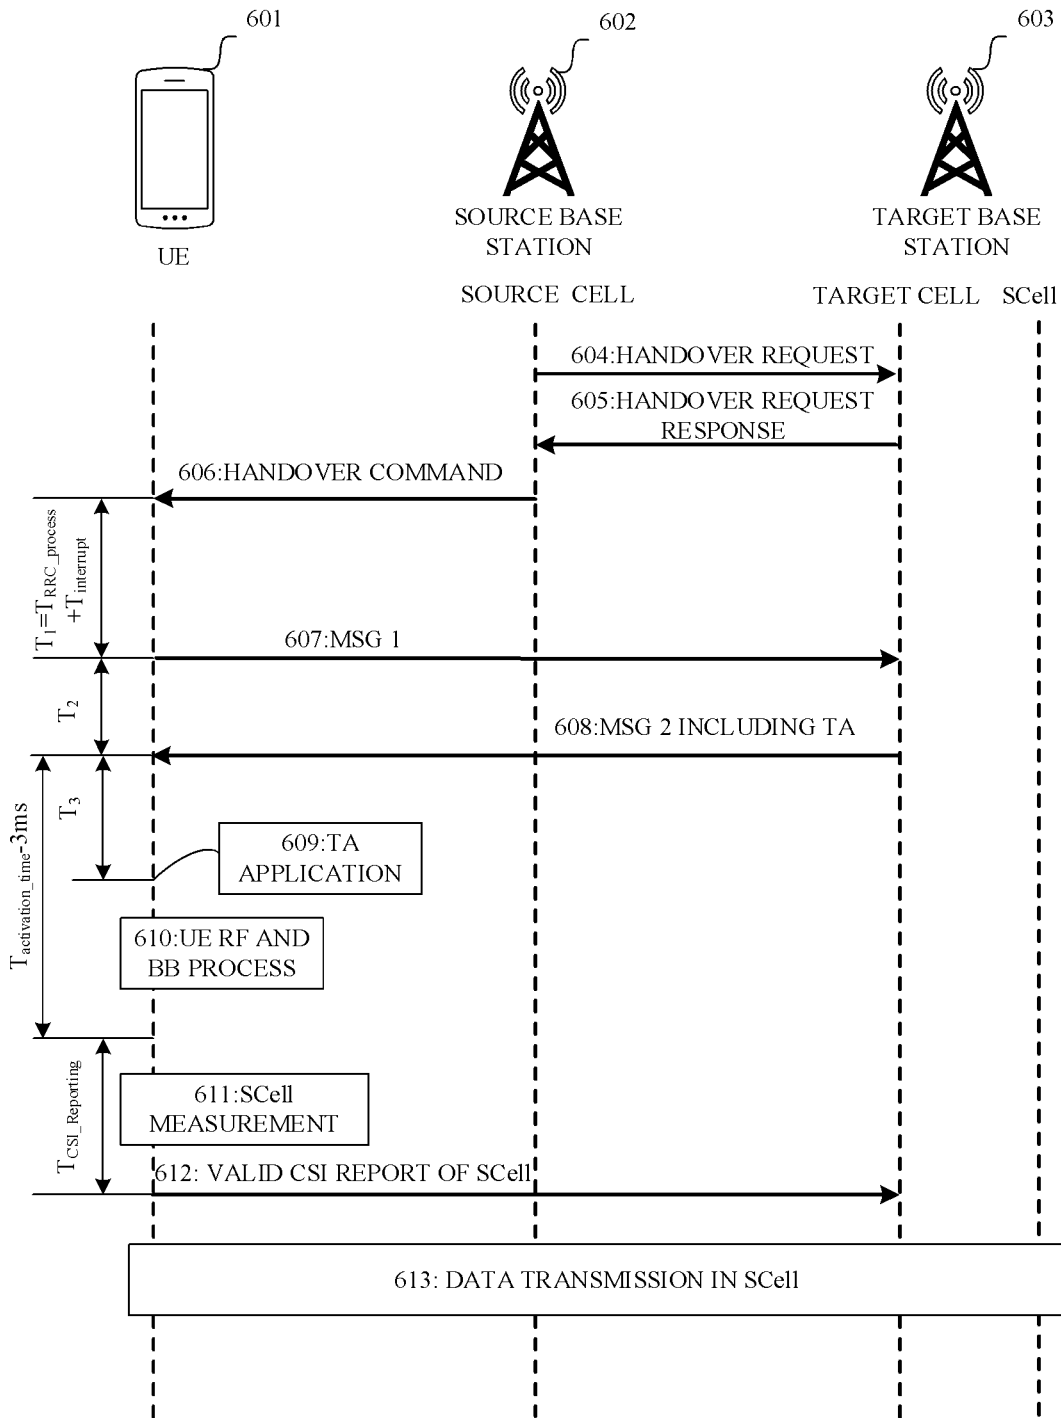 601
602
603
UE
SOURCE BASE
STATION
TARGET BASE
STATION
SOURCE CELL
TARGET CELL
SCell
604:HANDOVER REQUEST
605:HANDOVER REQUEST
RESPONSE
606:HANDOVER COMMAND
T1=TRRC_process
+Tinterrupt
607:MSG 1
T2
608:MSG 2 INCLUDING TA
T3
Tactivation_time-3ms
609:TA
APPLICATION
610:UE RF AND
BB PROCESS
TCSI_Reporting
611:SCell
MEASUREMENT
612: VALID CSI REPORT OF SCell
613: DATA TRANSMISSION IN SCell